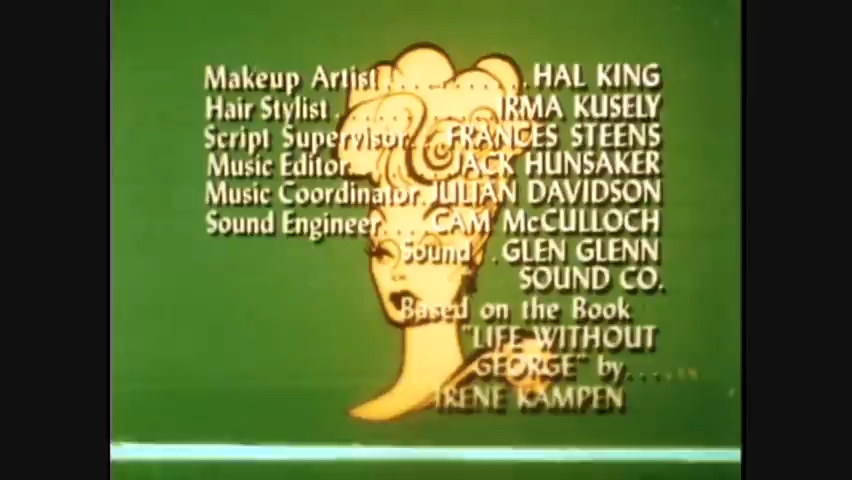 Makeup Artist..........HAL KING
Hair Stylist..........IRMA KUSELY
Script Supervisor...FRANCES STEENS
Music Editor.......JACK HUNSAKER
Music Coordinator.JULIAN DAVIDSON
Sound Engineer....CAM McCULLOCH
Sound..GLEN GLENN
SOUND CO.
Based on the Book
"LIFE WITHOUT
GEORGE" by.....
IRENE KAMPEN